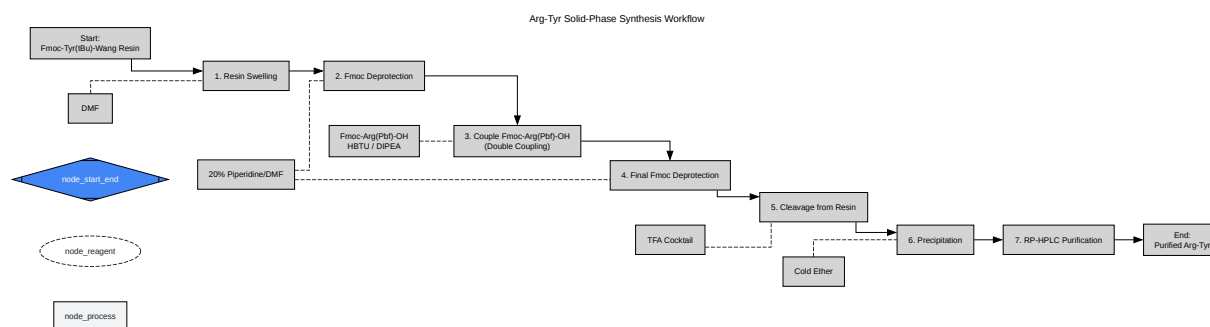 Arg-Tyr Solid-Phase Synthesis Workflow
Start:
Fmoc-Tyr(tBu)-Wang Resin
1. Resin Swelling
2. Fmoc Deprotection
DMF
Fmoc-Arg(Pbf)-OH
HBTU / DIPEA
3. Couple Fmoc-Arg(Pbf)-OH
(Double Coupling)
node_start_end
20% Piperidine/DMF
4. Final Fmoc Deprotection
5. Cleavage from Resin
node_reagent
TFA Cocktail
6. Precipitation
7. RP-HPLC Purification
End:
Purified Arg-Tyr
Cold Ether
node_process